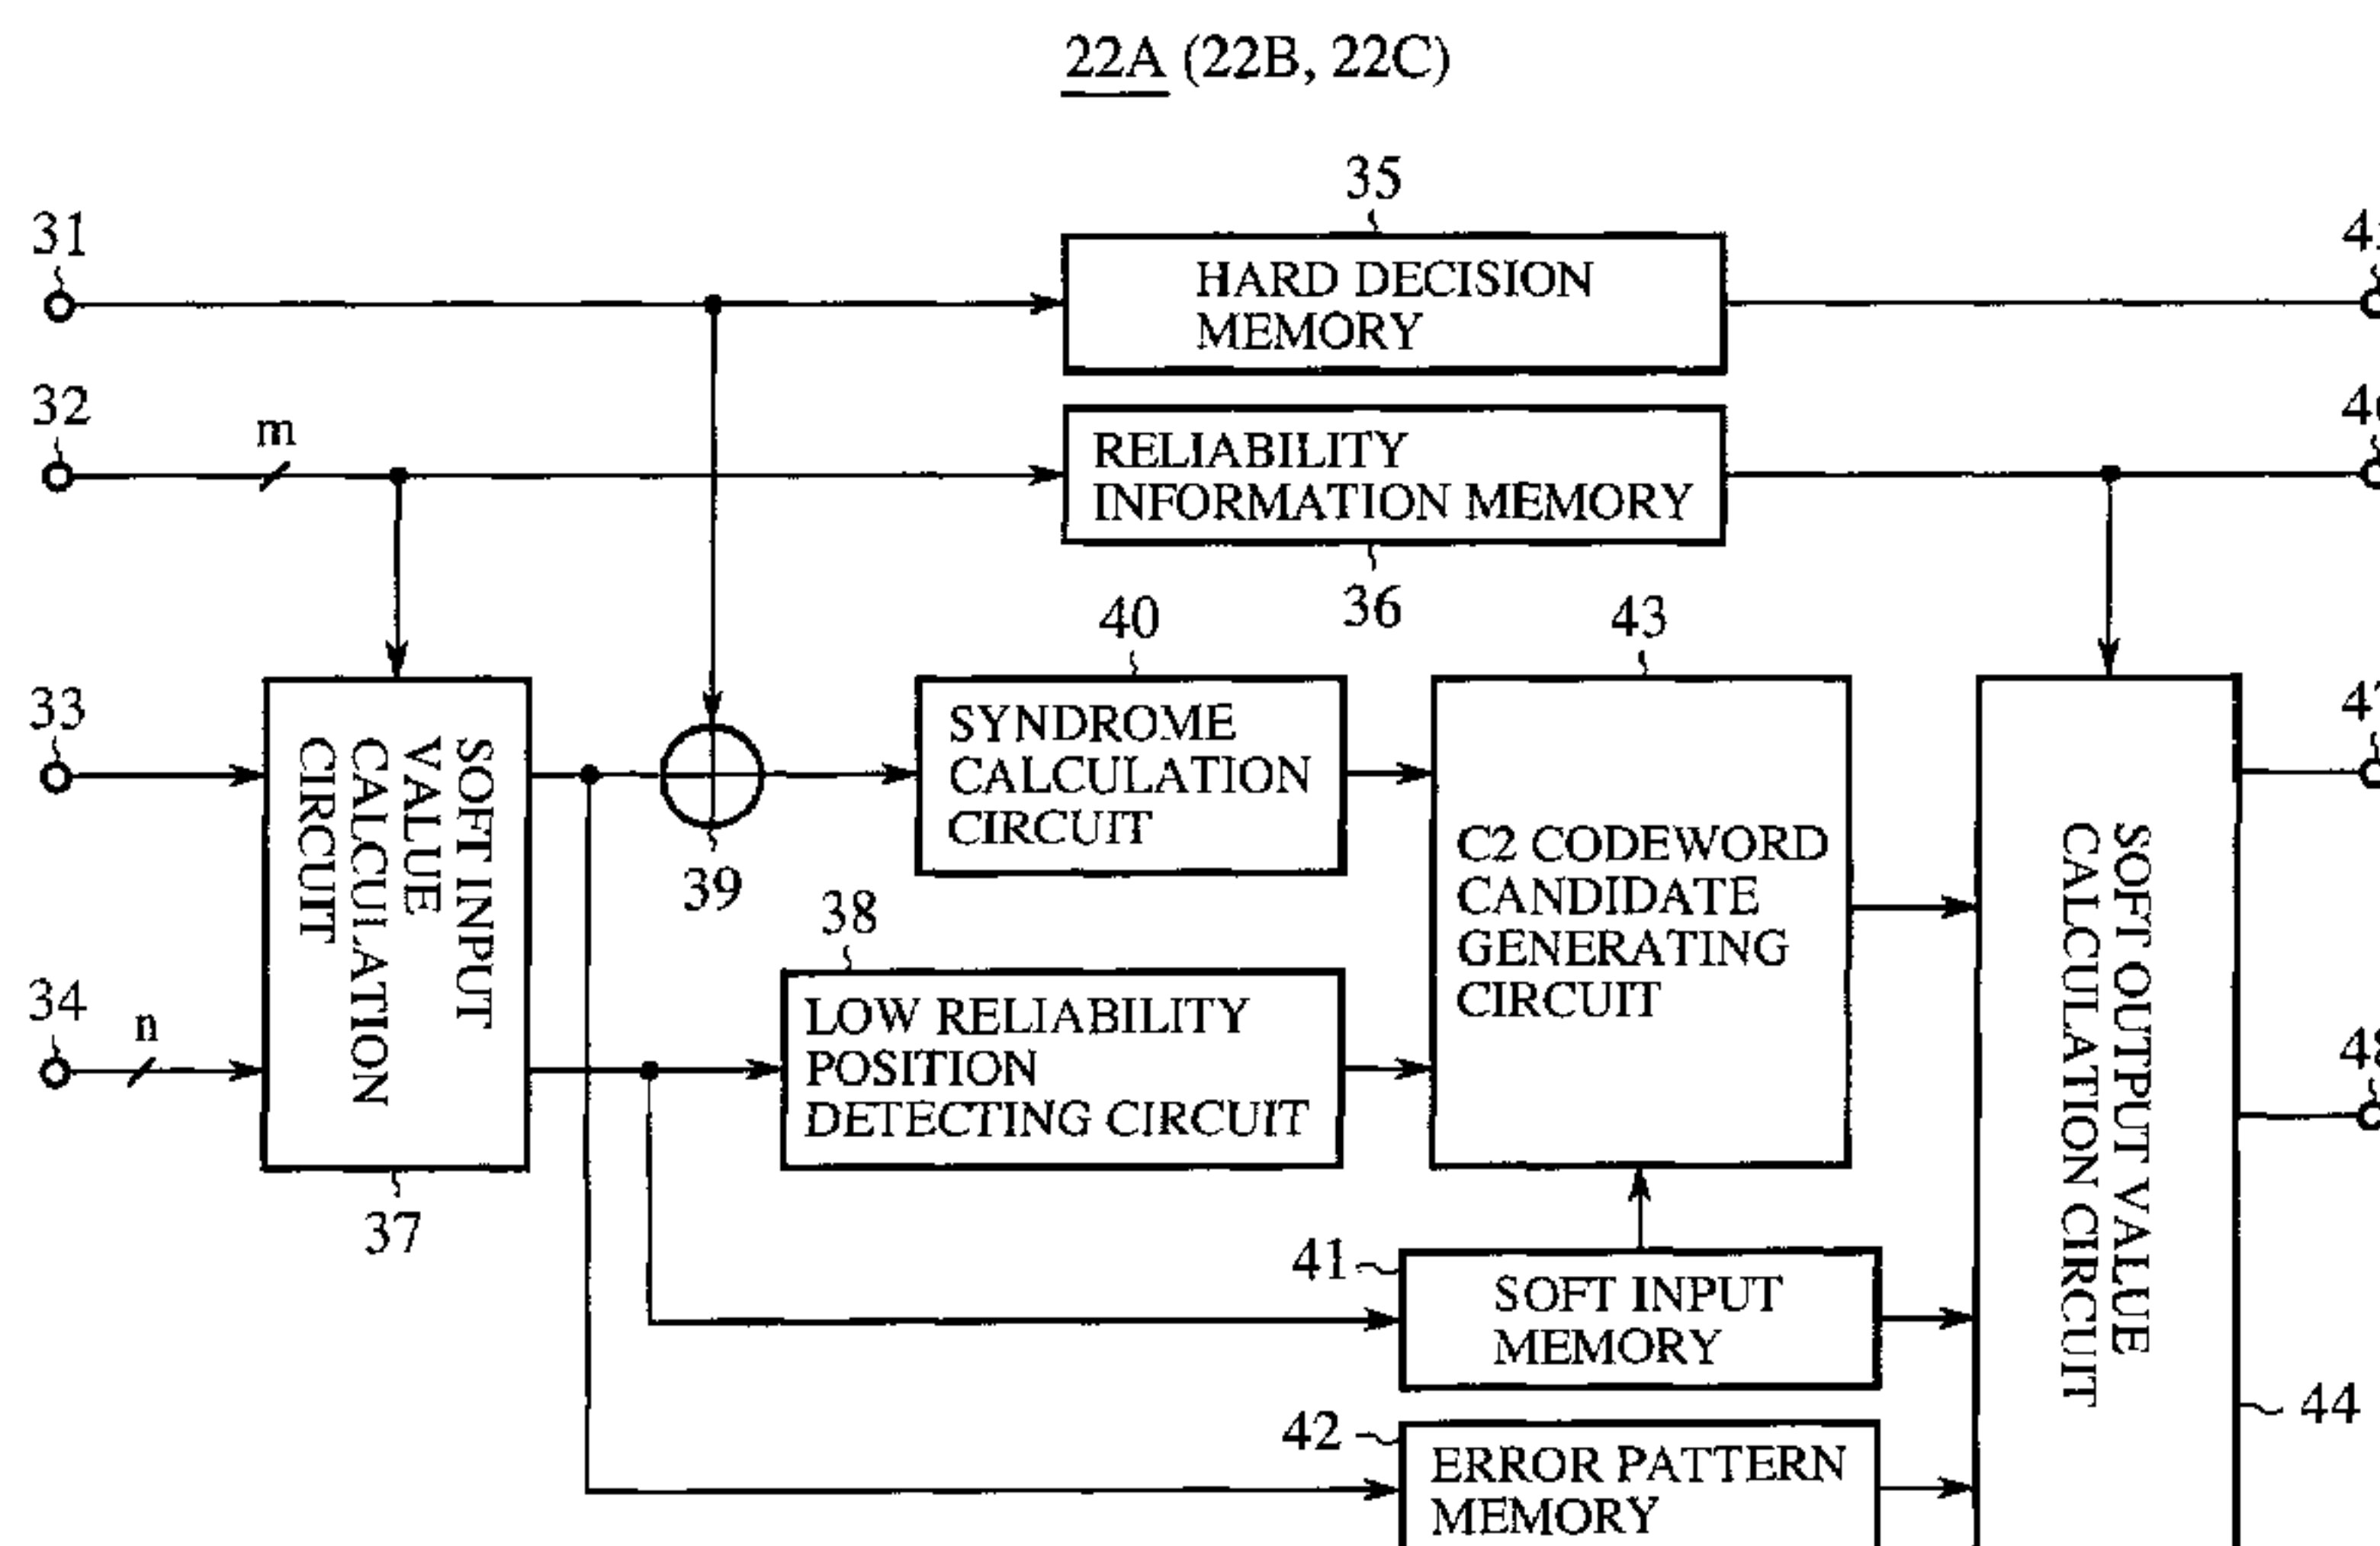 22A (22B, 22C)
35
31
HARD DECISION
MEMORY
32
m
RELIABILITY
INFORMATION MEMORY
36
40
43
33
SOFT INPUT
VALUE
CALCULATION
CIRCUIT
37
39
SYNDROME
CALCULATION
CIRCUIT
C2 CODEWORD
CANDIDATE
GENERATING
CIRCUIT
34
n
38
LOW RELIABILITY
POSITION
DETECTING CIRCUIT
SOFT OUTPUT VALUE
CALCULATION CIRCUIT
44
41
SOFT INPUT
MEMORY
42
ERROR PATTERN
MEMORY